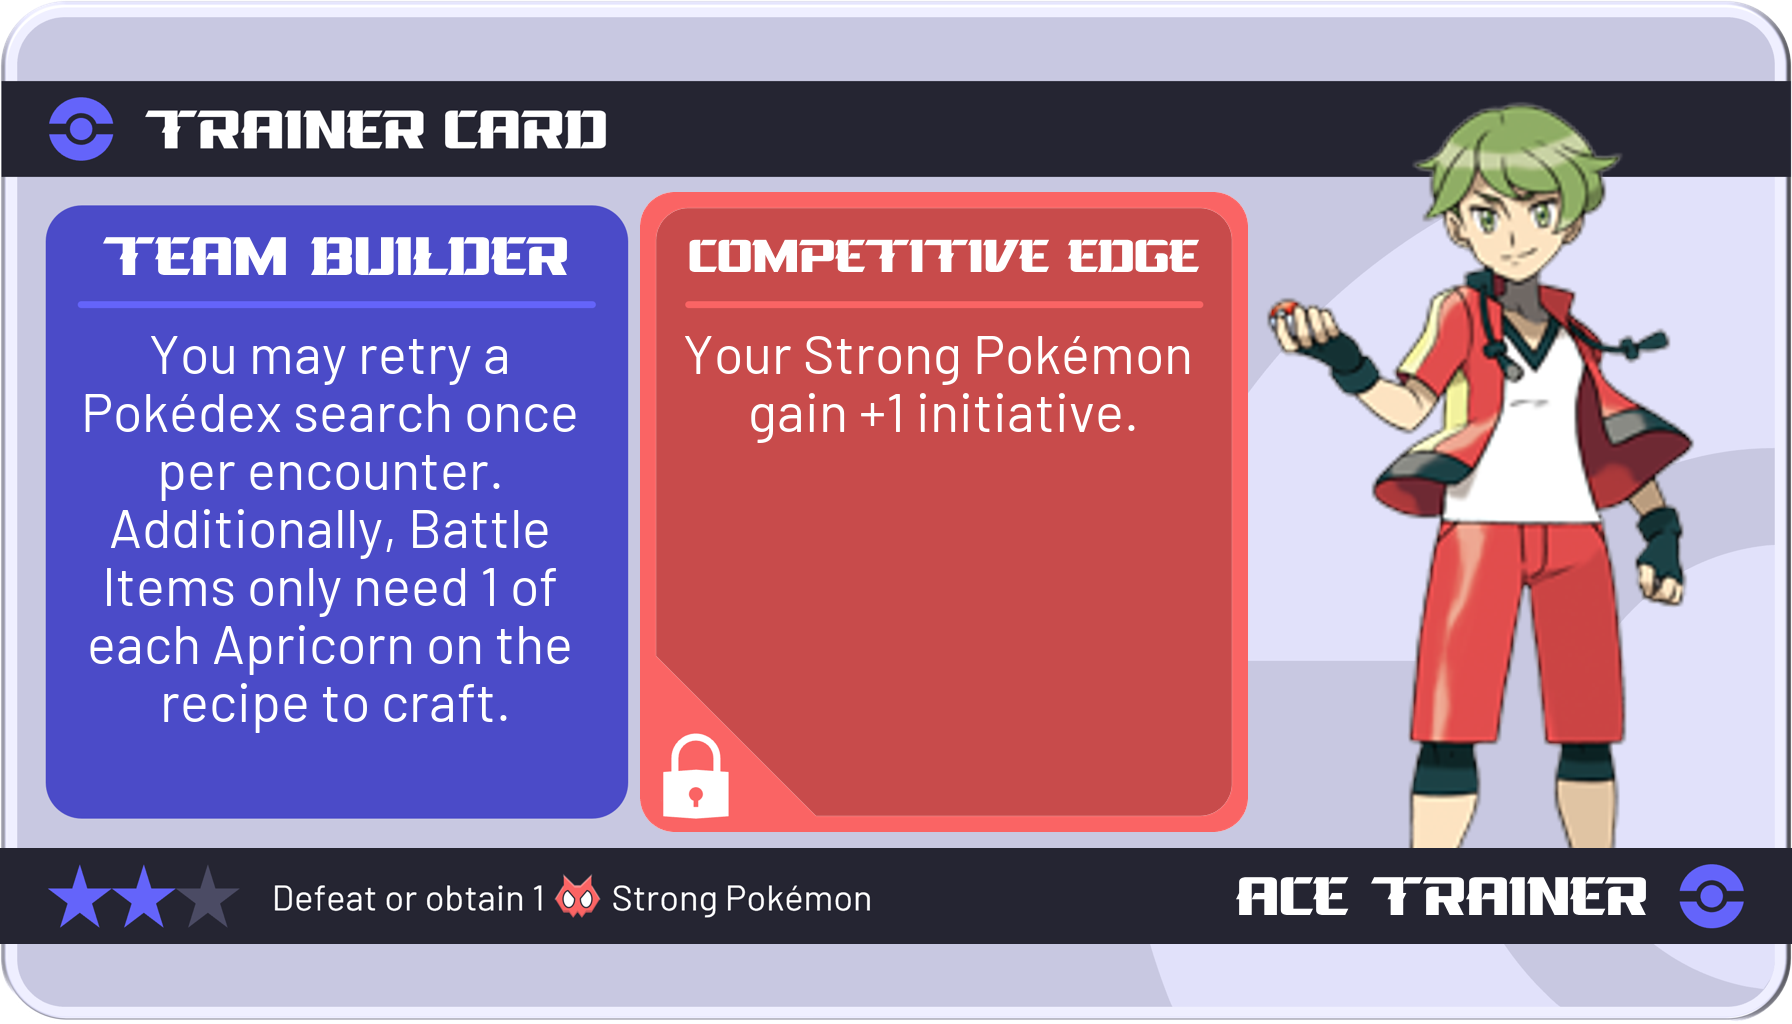 TRAINER CARD
TEAM BUILDER
You may retry a
Pokédex search once
per encounter.
Additionally, Battle
Items only need 1 of
each Apricorn on the
recipe to craft.
COMPETITIVE EDGE
Your Strong Pokémon
gain +1 initiative.
Defeat or obtain 1 Strong Pokémon
ACE TRAINER